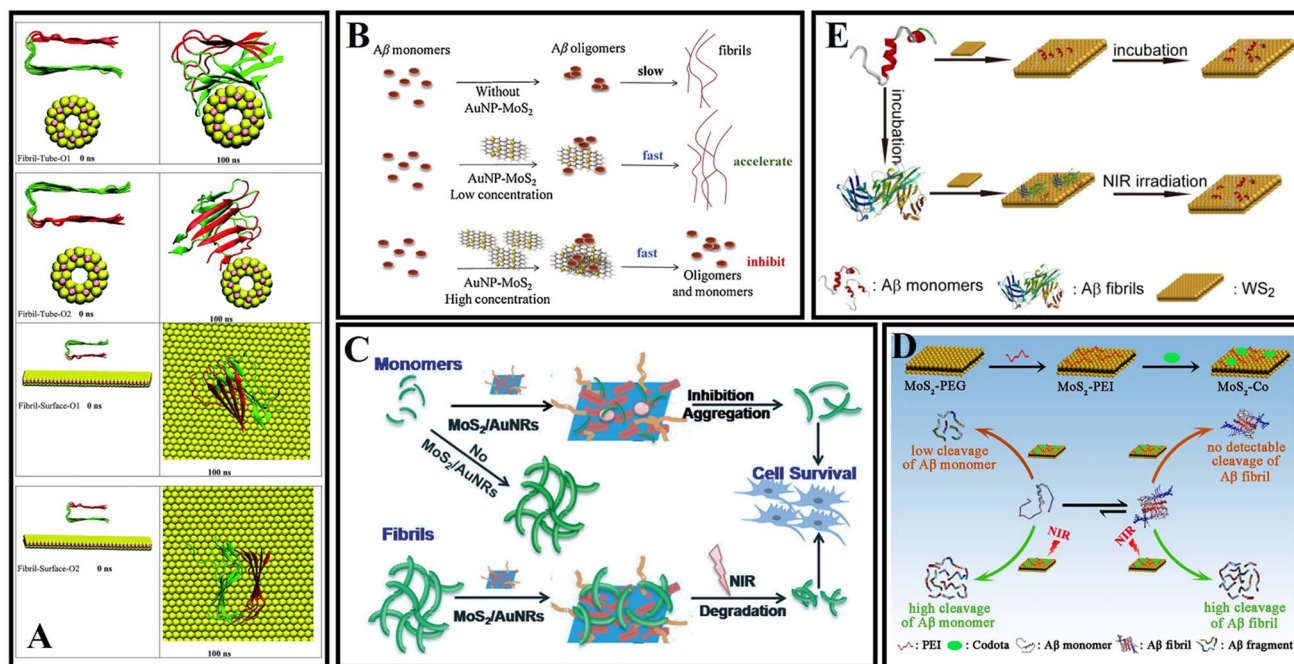 Fibril-Tube-O1 0 ns
100 ns
Firbil-Tube-O2 0 ns
100 ns
Fibril-Surface-O1 0 ns
100 ns
Fibril-Surface-O2 0 ns
100 ns
A
B
Aβ monomers
Aβ oligomers
fibrils
slow
Without
AuNP-MoS2
fast
accelerate
AuNP-MoS2
Low concentration
fast
inhibit
AuNP-MoS2
High concentration
Oligomers
and monomers
E
incubation
incubation
NIR irradiation
: Aβ monomers
: Aβ fibrils
: WS2
C
Monomers
MoS2/AuNRs
Inhibition
Aggregation
No
MoS2/AuNRs
Cell Survival
Fibrils
MoS2/AuNRs
NIR
Degradation
D
MoS2-PEG
MoS2-PEI
MoS2-Co
low cleavage
of Aβ monomer
no detectable
cleavage of
Aβ fibril
NIR
NIR
high cleavage
of Aβ monomer
high cleavage
of Aβ fibril
: PEI
: Codota
: Aβ monomer
: Aβ fibril
: Aβ fragment